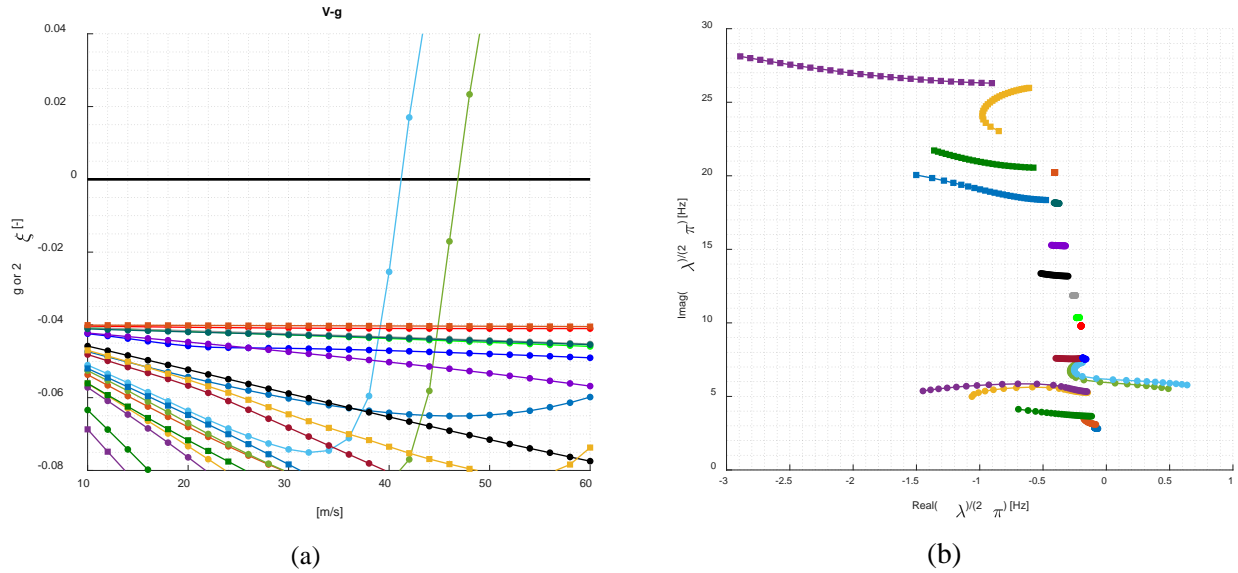 V-g
0.04
0.02
0
-0.02
-0.04
-0.06
-0.08
g or 2 ξ [-]
10 20 30 40 50 60
[m/s]
(a)
30
25
20
15
10
5
0
Imag( λ)/(2 π) [Hz]
-3 -2.5 -2 -1.5 -1 -0.5 0 0.5 1
Real( λ)/(2 π) [Hz]
(b)